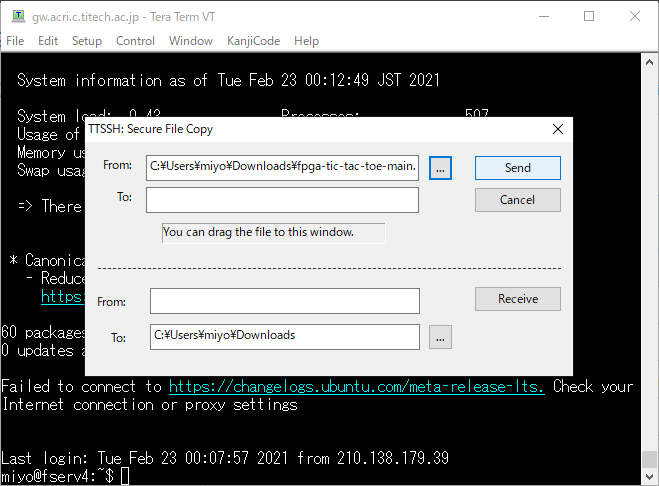 gw.acri.c.titech.ac.jp - Tera Term VT
File Edit Setup Control Window KanjiCode Help
System information as of Tue Feb 23 00:12:49 JST 2021
System load: 0.42 Processes: 507
TTSSH: Secure File Copy
Usage of
Memory us
Swap usag
From: C:¥Users¥miyo¥Downloads¥fpga-tic-tac-toe-main. ... Send
To: Cancel
=> There
You can drag the file to this window.
* Canonica
- Reduce
https:
From: Receive
60 packages
To: C:¥Users¥miyo¥Downloads ...
0 updates a
Failed to connect to https://changelogs.ubuntu.com/meta-release-lts. Check your
Internet connection or proxy settings
Last login: Tue Feb 23 00:07:57 2021 from 210.138.179.39
miyo@fserv4:~$